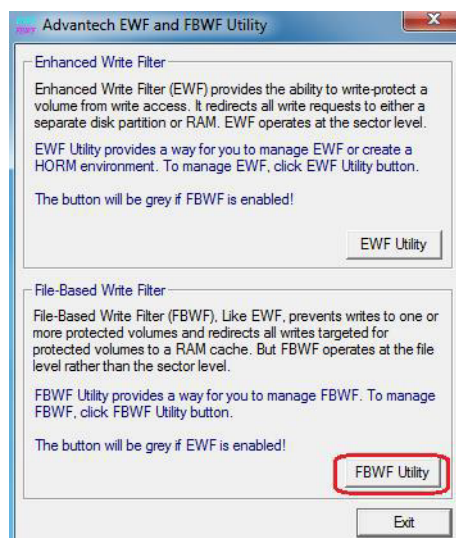 Advantech EWF and FBWF Utility
Enhanced Write Filter
Enhanced Write Filter (EWF) provides the ability to write-protect a
volume from write access. It redirects all write requests to either a
separate disk partition or RAM. EWF operates at the sector level.
EWF Utility provides a way for you to manage EWF or create a
HORM environment. To manage EWF, click EWF Utility button.
The button will be grey if FBWF is enabled!
EWF Utility
File-Based Write Filter
File-Based Write Filter (FBWF), Like EWF, prevents writes to one or
more protected volumes and redirects all writes targeted for
protected volumes to a RAM cache. But FBWF operates at the file
level rather than the sector level.
FBWF Utility provides a way for you to manage FBWF. To manage
FBWF, click FBWF Utility button.
The button will be grey if EWF is enabled!
FBWF Utility
Exit